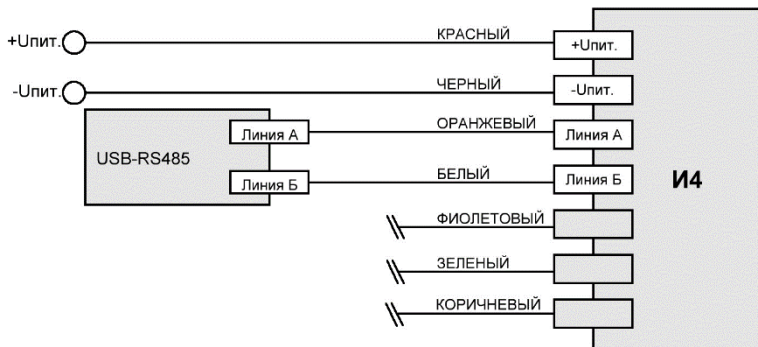 +Uпит.
КРАСНЫЙ
+Uпит.
-Uпит.
ЧЕРНЫЙ
-Uпит.
USB-RS485
Линия А
ОРАНЖЕВЫЙ
Линия А
Линия Б
БЕЛЫЙ
Линия Б
И4
ФИОЛЕТОВЫЙ
ЗЕЛЕНЫЙ
КОРИЧНЕВЫЙ